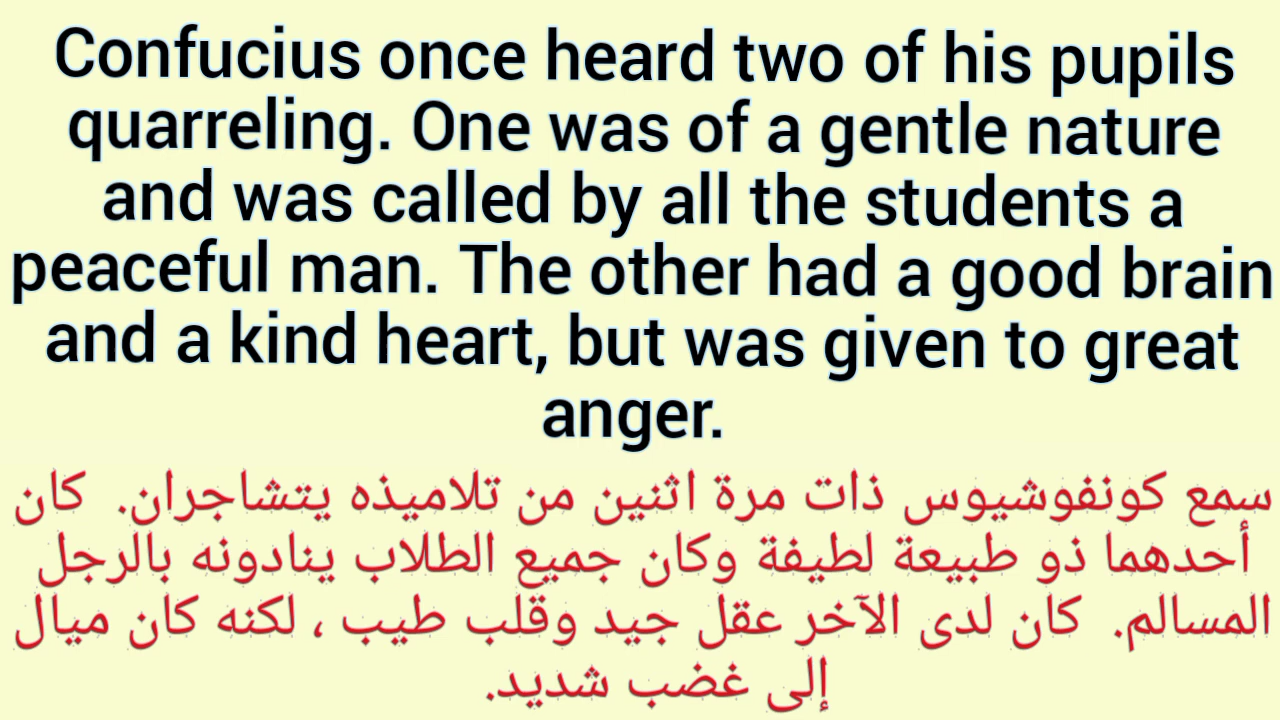 Confucius once heard two of his pupils
quarreling. One was of a gentle nature
and was called by all the students a
peaceful man. The other had a good brain
and a kind heart, but was given to great
anger.
سمع كونفوشيوس ذات مرة اثنين من تلاميذه يتشاجران. كان
أحدهما ذو طبيعة لطيفة وكان جميع الطلاب ينادونه بالرجل
المسالم. كان لدى الآخر عقل جيد وقلب طيب ، لكنه كان ميال
إلى غضب شديد.